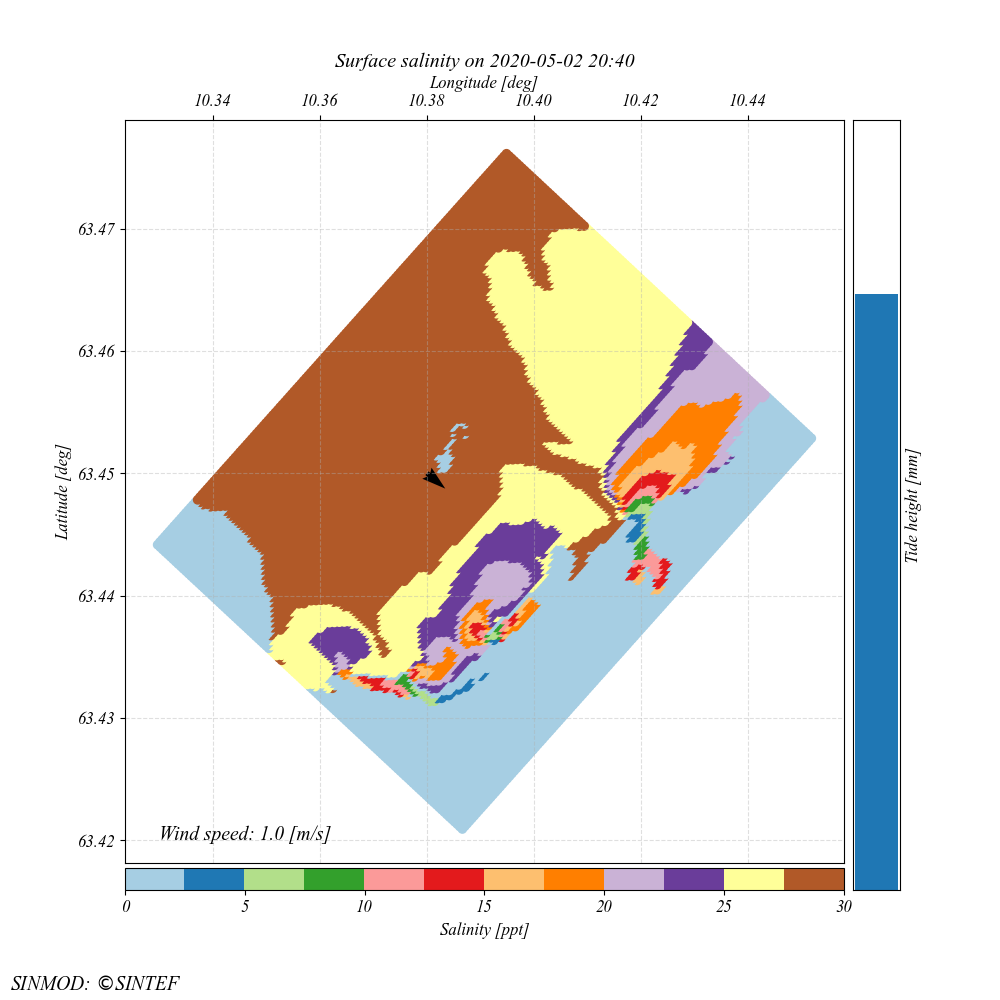 Surface salinity on 2020-05-02 20:40
Longitude [deg]
10.34 10.36 10.38 10.40 10.42 10.44
63.47
63.46
63.45
63.44
63.43
63.42
Latitude [deg]
Tide height [mm]
Wind speed: 1.0 [m/s]
0 5 10 15 20 25 30
Salinity [ppt]
SINMOD: ©SINTEF